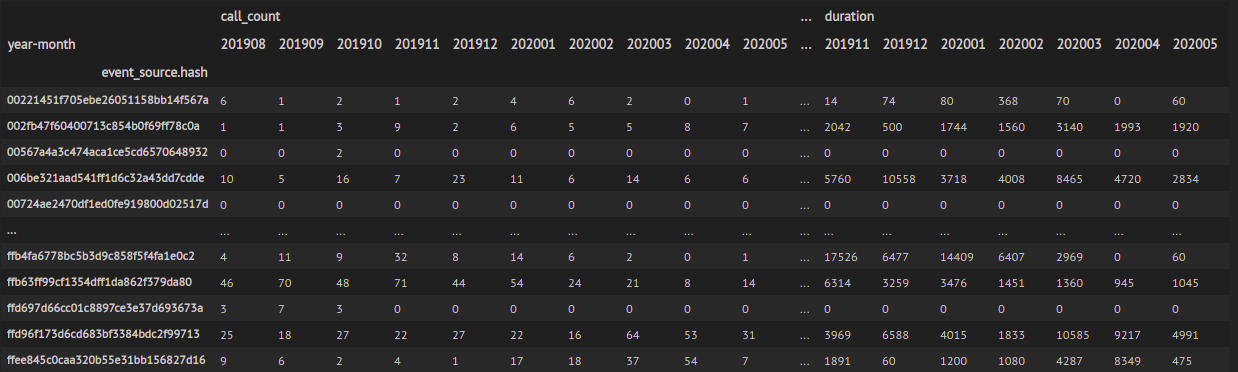 call_count ... duration
year-month 201908 201909 201910 201911 201912 202001 202002 202003 202004 202005 ... 201911 201912 202001 202002 202003 202004 202005
event_source.hash
00221451f705ebe26051158bb14f567a 6 1 2 1 2 4 6 2 0 1 ... 14 74 80 368 70 0 60
002fb47f60400713c854b0f69ff78c0a 1 1 3 9 2 6 5 5 8 7 ... 2042 500 1744 1560 3140 1993 1920
00567a4a3c474aca1ce5cd6570648932 0 0 2 0 0 0 0 0 0 0 ... 0 0 0 0 0 0 0
006be321aad541ff1d6c32a43dd7cdde 10 5 16 7 23 11 6 14 6 6 ... 5760 10558 3718 4008 8465 4720 2834
00724ae2470df1ed0fe919800d02517d 0 0 0 0 0 0 0 0 0 0 ... 0 0 0 0 0 0 0
... ... ... ... ... ... ... ... ... ... ... ... ... ... ... ... ... ... ...
ffb4fa6778bc5b3d9c858f5f4fa1e0c2 4 11 9 32 8 14 6 2 0 1 ... 17526 6477 14409 6407 2969 0 60
ffb63ff99cf1354dff1da862f379da80 46 70 48 71 44 54 24 21 8 14 ... 6314 3259 3476 1451 1360 945 1045
ffd697d66cc01c8897ce3e37d693673a 3 7 3 0 0 0 0 0 0 0 ... 0 0 0 0 0 0 0
ffd96f173d6cd683bf3384bdc2f99713 25 18 27 22 27 22 16 64 53 31 ... 3969 6588 4015 1833 10585 9217 4991
ffee845c0caa320b55e31bb156827d16 9 6 2 4 1 17 18 37 54 7 ... 1891 60 1200 1080 4287 8349 475